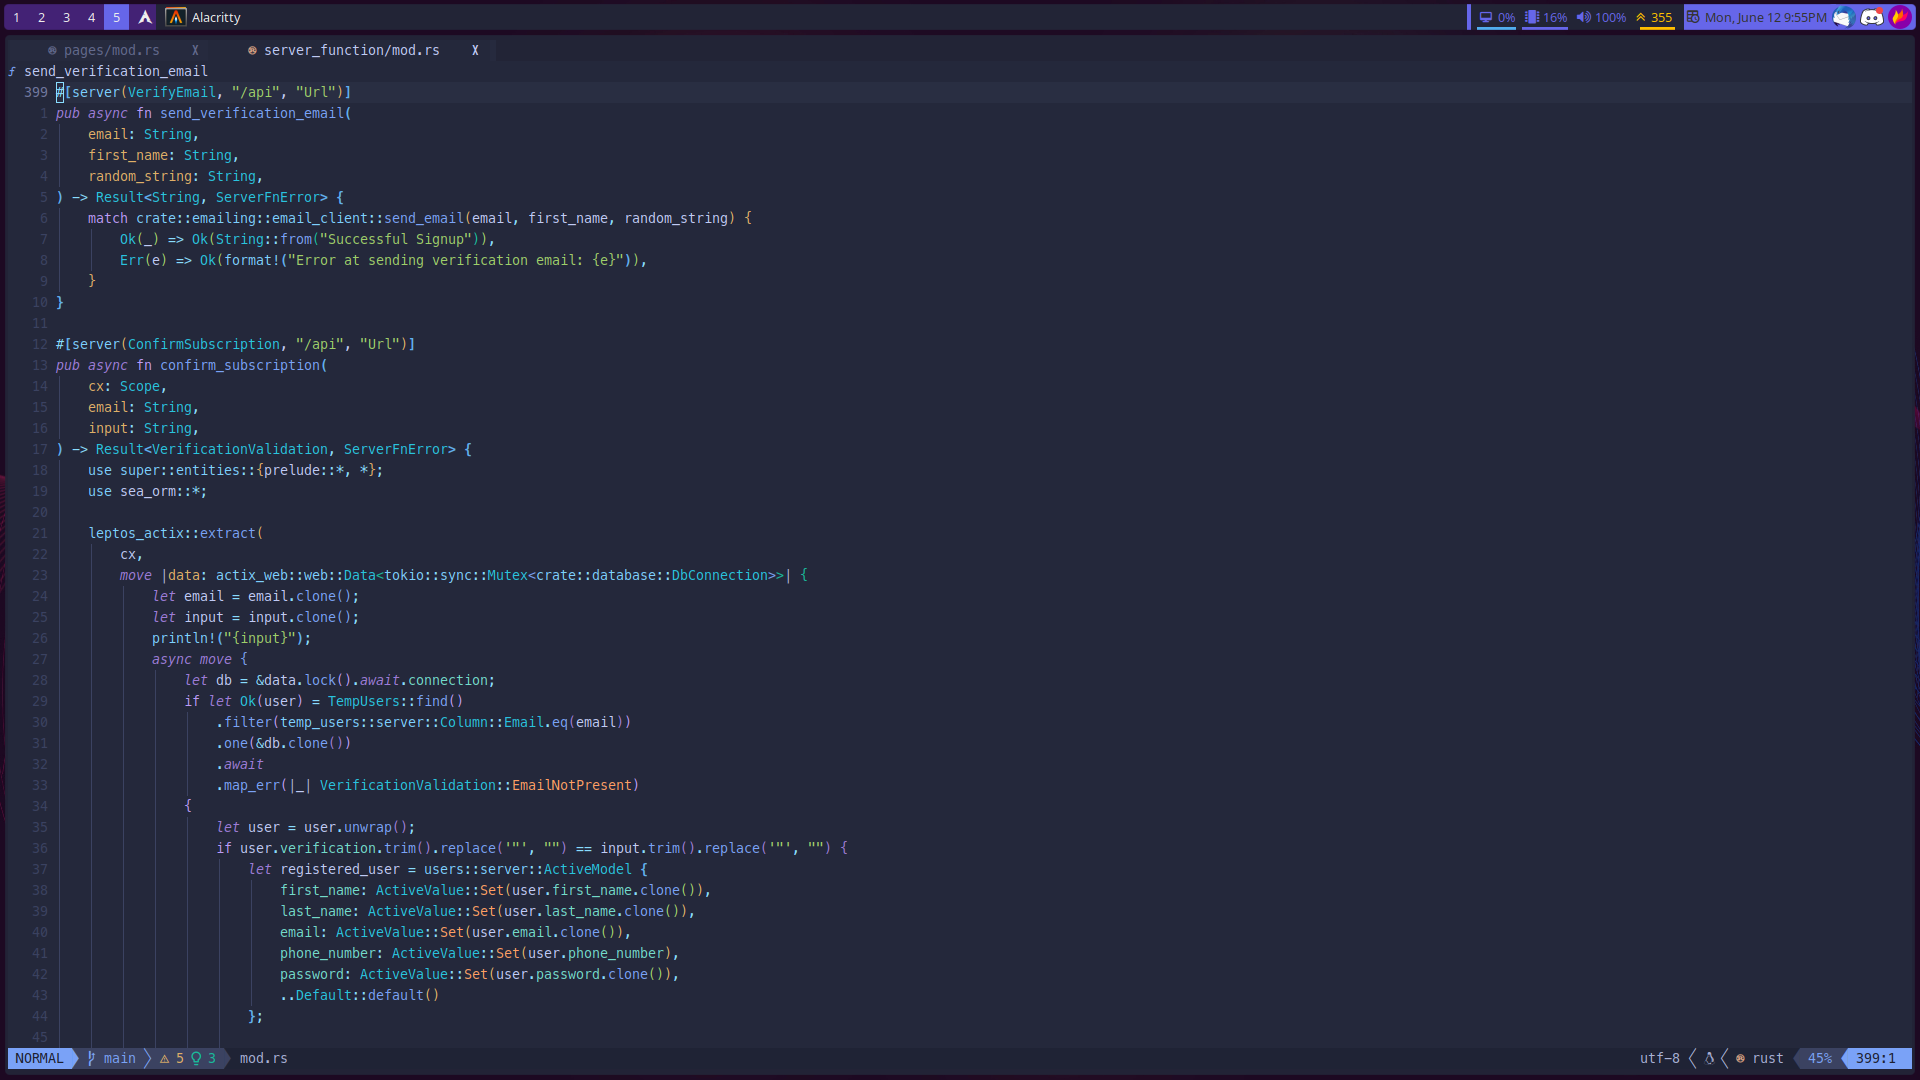 1 2 3 4 5 Alacritty 0% 16% 100% 355 Mon, June 12 9:55PM
pages/mod.rs X server_function/mod.rs X
ƒ send_verification_email
399 #[server(VerifyEmail, "/api", "Url")]
1 pub async fn send_verification_email(
2     email: String,
3     first_name: String,
4     random_string: String,
5 ) -> Result<String, ServerFnError> {
6     match crate::emailing::email_client::send_email(email, first_name, random_string) {
7         Ok(_) => Ok(String::from("Successful Signup")),
8         Err(e) => Ok(format!("Error at sending verification email: {e}")),
9     }
10 }
11
12 #[server(ConfirmSubscription, "/api", "Url")]
13 pub async fn confirm_subscription(
14     cx: Scope,
15     email: String,
16     input: String,
17 ) -> Result<VerificationValidation, ServerFnError> {
18     use super::entities::{prelude::*, *};
19     use sea_orm::*;
20
21     leptos_actix::extract(
22         cx,
23         move |data: actix_web::web::Data<tokio::sync::Mutex<crate::database::DbConnection>>| {
24             let email = email.clone();
25             let input = input.clone();
26             println!("{input}");
27             async move {
28                 let db = &data.lock().await.connection;
29                 if let Ok(user) = TempUsers::find()
30                     .filter(temp_users::server::Column::Email.eq(email))
31                     .one(&db.clone())
32                     .await
33                     .map_err(|_| VerificationValidation::EmailNotPresent)
34                 {
35                     let user = user.unwrap();
36                     if user.verification.trim().replace('"', "") == input.trim().replace('"', "") {
37                         let registered_user = users::server::ActiveModel {
38                             first_name: ActiveValue::Set(user.first_name.clone()),
39                             last_name: ActiveValue::Set(user.last_name.clone()),
40                             email: ActiveValue::Set(user.email.clone()),
41                             phone_number: ActiveValue::Set(user.phone_number),
42                             password: ActiveValue::Set(user.password.clone()),
43                             ..Default::default()
44                         };
45
NORMAL main 5 3 mod.rs utf-8 rust 45% 399:1